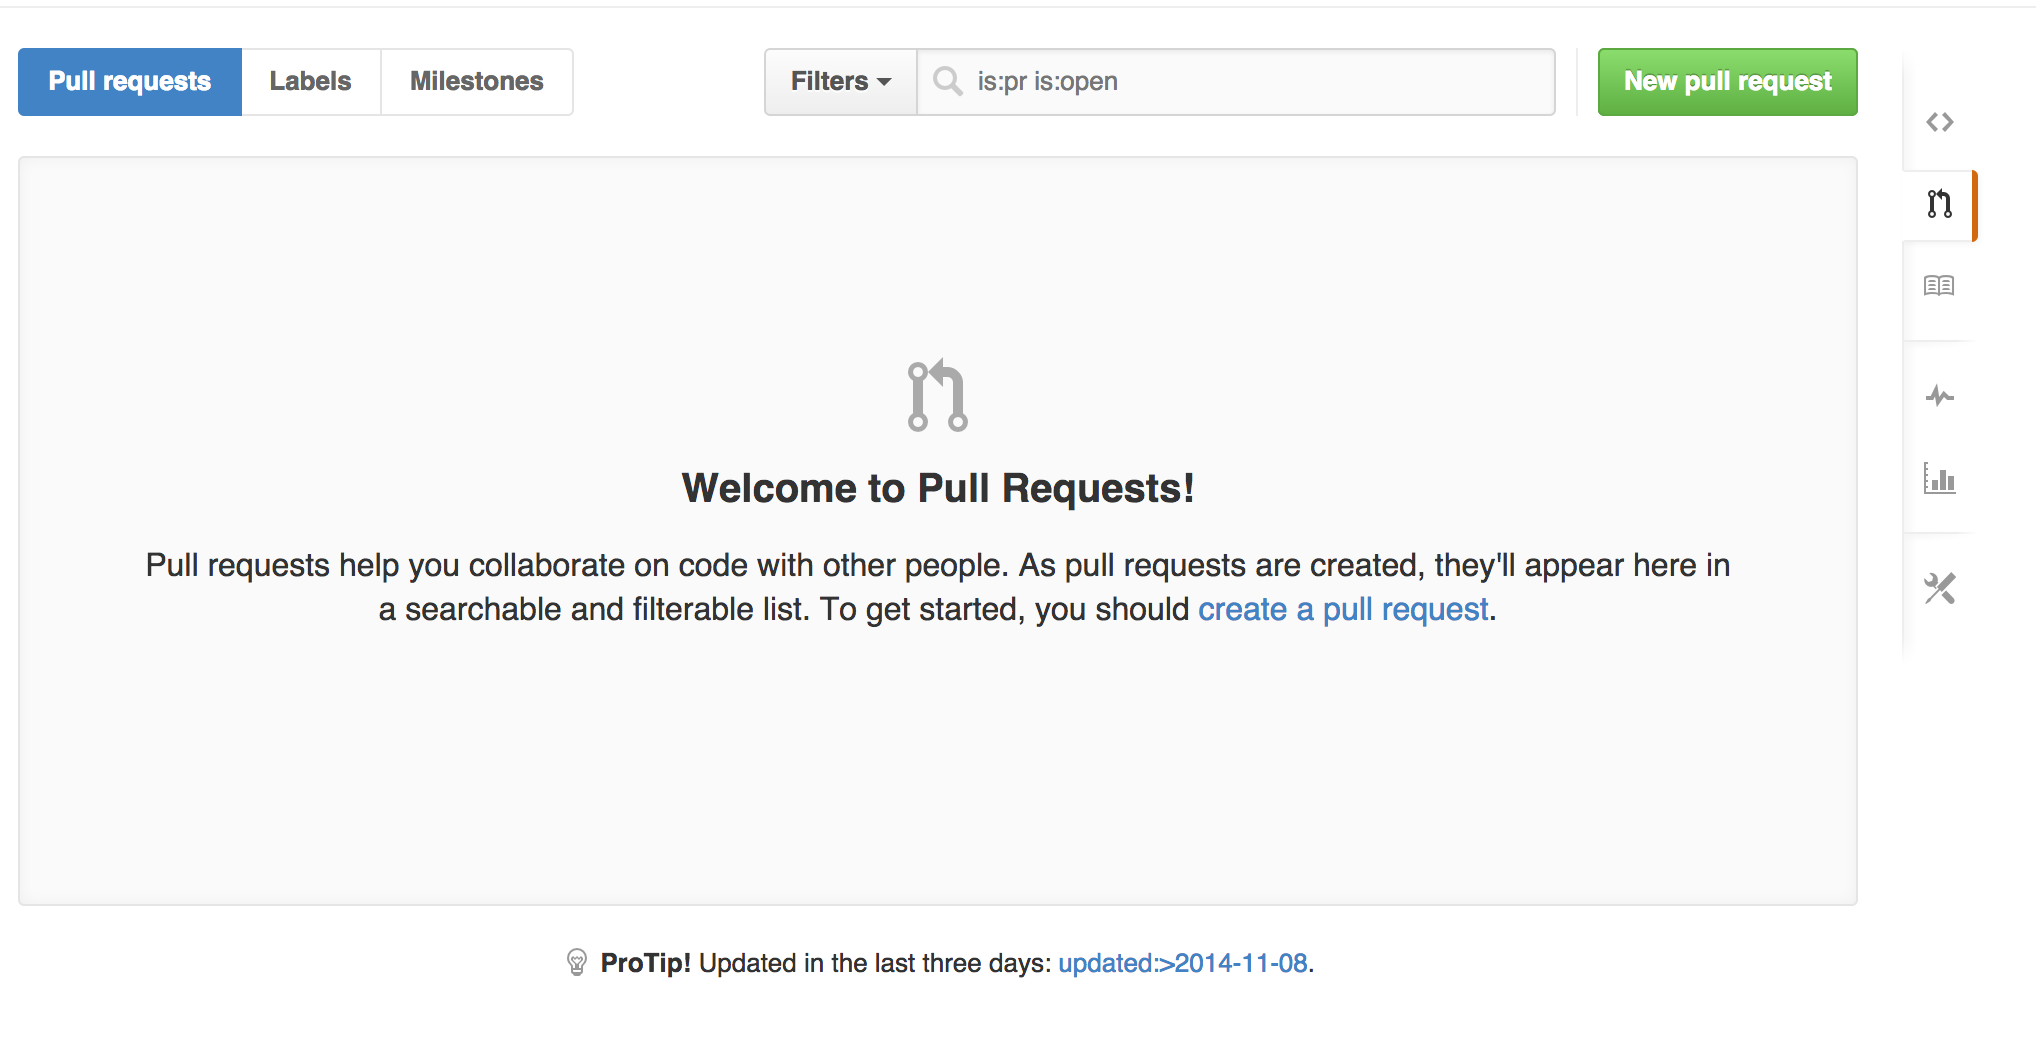 Pull requests Labels Milestones Filters is:pr is:open New pull request
Welcome to Pull Requests!
Pull requests help you collaborate on code with other people. As pull requests are created, they'll appear here in
a searchable and filterable list. To get started, you should create a pull request.
ProTip! Updated in the last three days: updated:>2014-11-08.